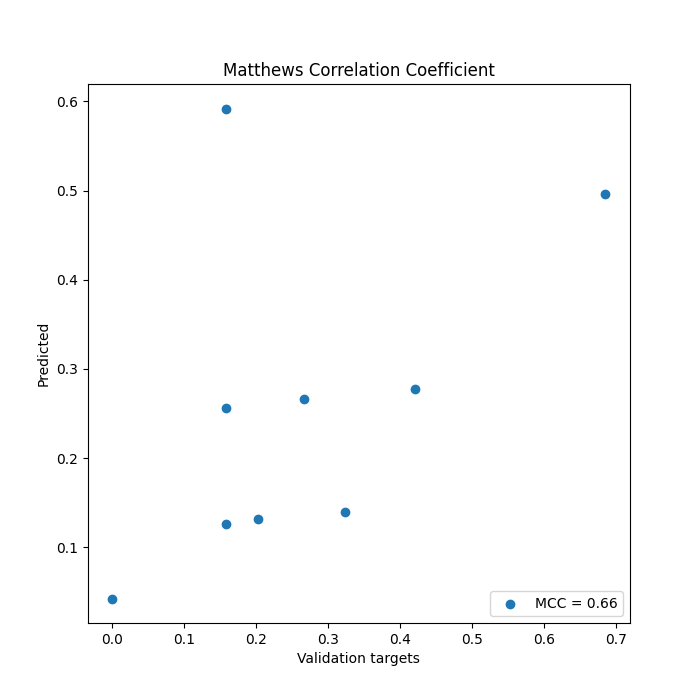 Matthews Correlation Coefficient
0.6
0.5
0.4
0.3
0.2
0.1
Predicted
MCC = 0.66
0.0 0.1 0.2 0.3 0.4 0.5 0.6 0.7
Validation targets